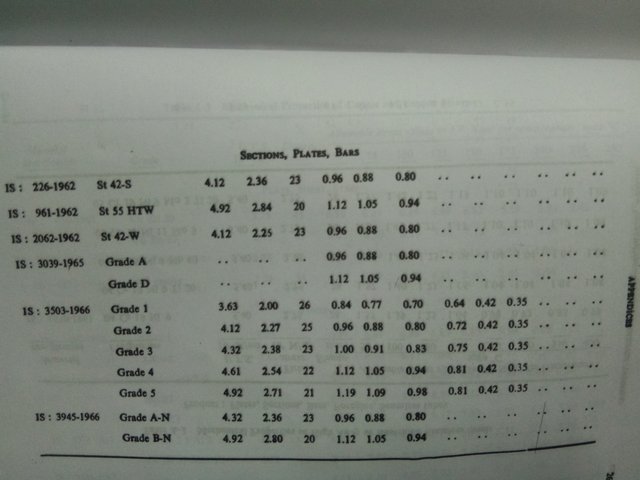 SECTIONS, PLATES, BARS
IS : 226-1962 St 42-S 4.12 2.36 23 0.96 0.88 0.80 .. .. .. .. .. ..
IS : 961-1962 St 55 HTW 4.92 2.84 20 1.12 1.05 0.94 .. .. .. .. .. ..
IS : 2062-1962 St 42-W 4.12 2.25 23 0.96 0.88 0.80 .. .. .. .. .. ..
IS : 3039-1965 Grade A .. .. .. 0.96 0.88 0.80 .. .. .. .. .. ..
Grade D .. .. .. 1.12 1.05 0.94 .. .. .. .. .. ..
IS : 3503-1966 Grade 1 3.63 2.00 26 0.84 0.77 0.70 0.64 0.42 0.35 .. .. ..
Grade 2 4.12 2.27 25 0.96 0.88 0.80 0.72 0.42 0.35 .. .. ..
Grade 3 4.32 2.38 23 1.00 0.91 0.83 0.75 0.42 0.35 .. .. ..
Grade 4 4.61 2.54 22 1.12 1.05 0.94 0.81 0.42 0.35 .. .. ..
Grade 5 4.92 2.71 21 1.19 1.09 0.98 0.81 0.42 0.35 .. .. ..
IS : 3945-1966 Grade A-N 4.32 2.36 23 0.96 0.88 0.80 .. .. .. .. .. ..
Grade B-N 4.92 2.80 20 1.12 1.05 0.94 .. .. .. .. .. ..
APPENDICES